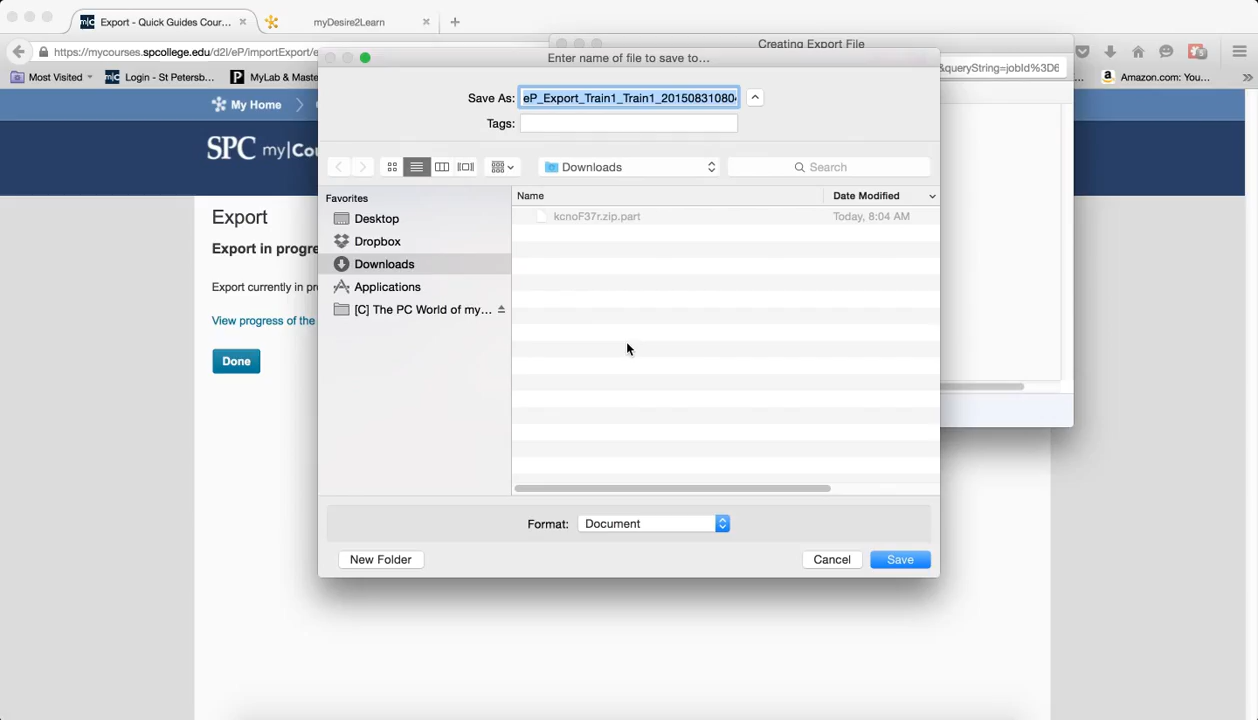 Export - Quick Guides Cour...
myDesire2Learn
https://mycourses.spcollege.edu/d2l/eP/importExport/e
Creating Export File
&queryString=jobId%3D6
Most Visited
Login - St Petersb...
MyLab & Maste
Amazon.com: You...
My Home
SPC my|Cou
Export
Export in progre
Export currently in pr
View progress of the
Done
Enter name of file to save to...
Save As: eP_Export_Train1_Train1_201508310804
Tags:
Downloads
Search
Favorites
Desktop
Dropbox
Downloads
Applications
[C] The PC World of my...
Name Date Modified
kcnoF37r.zip.part Today, 8:04 AM
Format: Document
New Folder Cancel Save